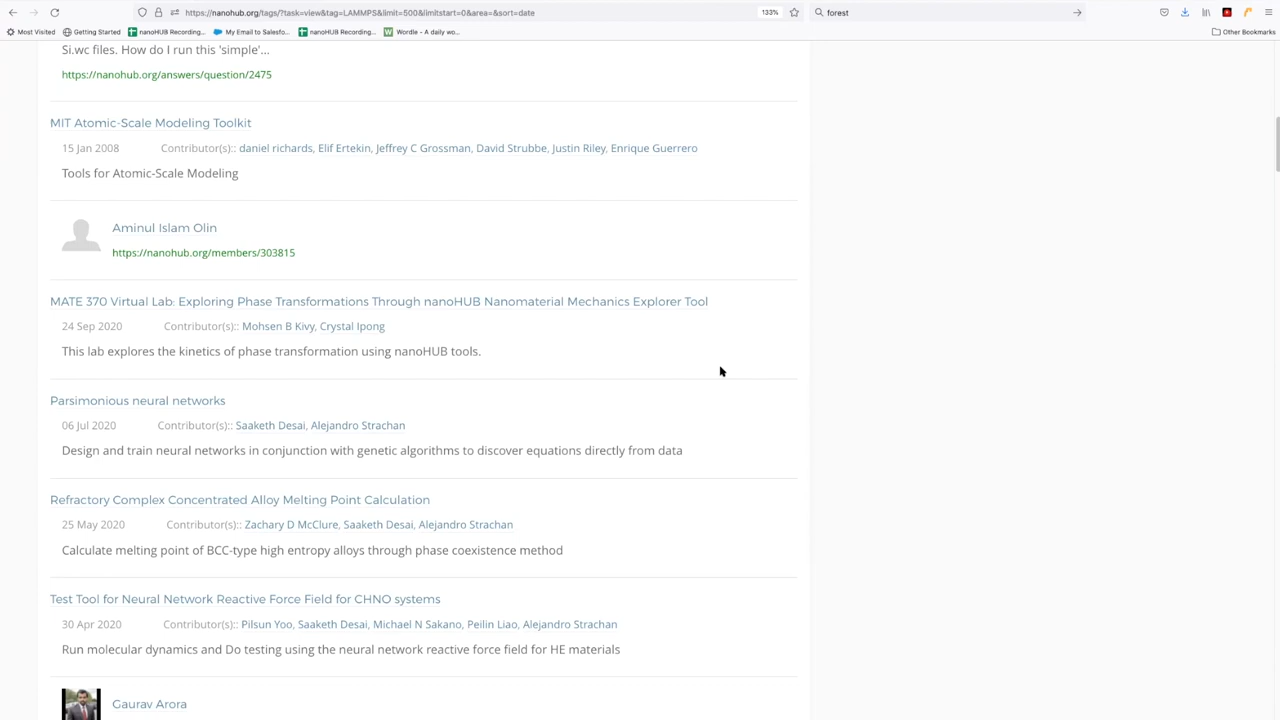 https://nanohub.org/tags/?task=view&tag=LAMMPS&limit=500&limitstart=0&area=&sort=date
133%
forest
Most Visited
Getting Started
nanoHUB Recording...
My Email to Salesfo...
nanoHUB Recording...
Wordle - A daily wo...
Other Bookmarks
Si.wc files. How do I run this 'simple'...
https://nanohub.org/answers/question/2475
MIT Atomic-Scale Modeling Toolkit
15 Jan 2008 Contributor(s):: daniel richards, Elif Ertekin, Jeffrey C Grossman, David Strubbe, Justin Riley, Enrique Guerrero
Tools for Atomic-Scale Modeling
Aminul Islam Olin
https://nanohub.org/members/303815
MATE 370 Virtual Lab: Exploring Phase Transformations Through nanoHUB Nanomaterial Mechanics Explorer Tool
24 Sep 2020 Contributor(s):: Mohsen B Kivy, Crystal Ipong
This lab explores the kinetics of phase transformation using nanoHUB tools.
Parsimonious neural networks
06 Jul 2020 Contributor(s):: Saaketh Desai, Alejandro Strachan
Design and train neural networks in conjunction with genetic algorithms to discover equations directly from data
Refractory Complex Concentrated Alloy Melting Point Calculation
25 May 2020 Contributor(s):: Zachary D McClure, Saaketh Desai, Alejandro Strachan
Calculate melting point of BCC-type high entropy alloys through phase coexistence method
Test Tool for Neural Network Reactive Force Field for CHNO systems
30 Apr 2020 Contributor(s):: Pilsun Yoo, Saaketh Desai, Michael N Sakano, Peilin Liao, Alejandro Strachan
Run molecular dynamics and Do testing using the neural network reactive force field for HE materials
Gaurav Arora